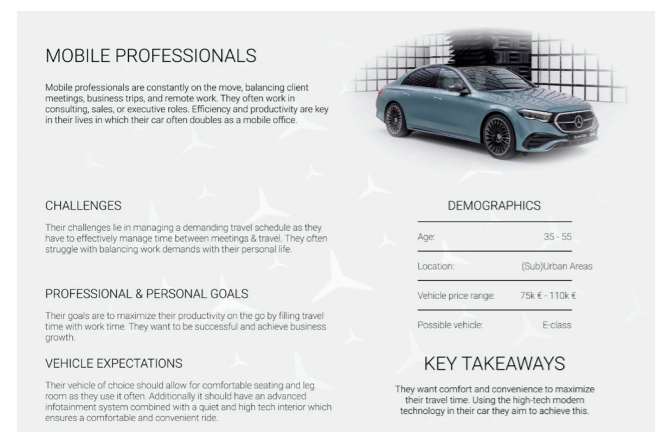 MOBILE PROFESSIONALS
Mobile professionals are constantly on the move, balancing client
meetings, business trips, and remote work. They often work in
consulting, sales, or executive roles. Efficiency and productivity are key
in their lives in which their car often doubles as a mobile office.
CHALLENGES
Their challenges lie in managing a demanding travel schedule as they
have to effectively manage time between meetings & travel. They often
struggle with balancing work demands with their personal life.
PROFESSIONAL & PERSONAL GOALS
Their goals are to maximize their productivity on the go by filling travel
time with work time. They want to be successful and achieve business
growth.
VEHICLE EXPECTATIONS
Their vehicle of choice should allow for comfortable seating and leg
room as they use it often. Additionally it should have an advanced
infotainment system combined with a quiet and high tech interior which
ensures a comfortable and convenient ride.
DEMOGRAPHICS
Age: 35 - 55
Location: (Sub)Urban Areas
Vehicle price range: 75k € - 110k €
Possible vehicle: E-class
KEY TAKEAWAYS
They want comfort and convenience to maximize
their travel time. Using the high-tech modern
technology in their car they aim to achieve this.